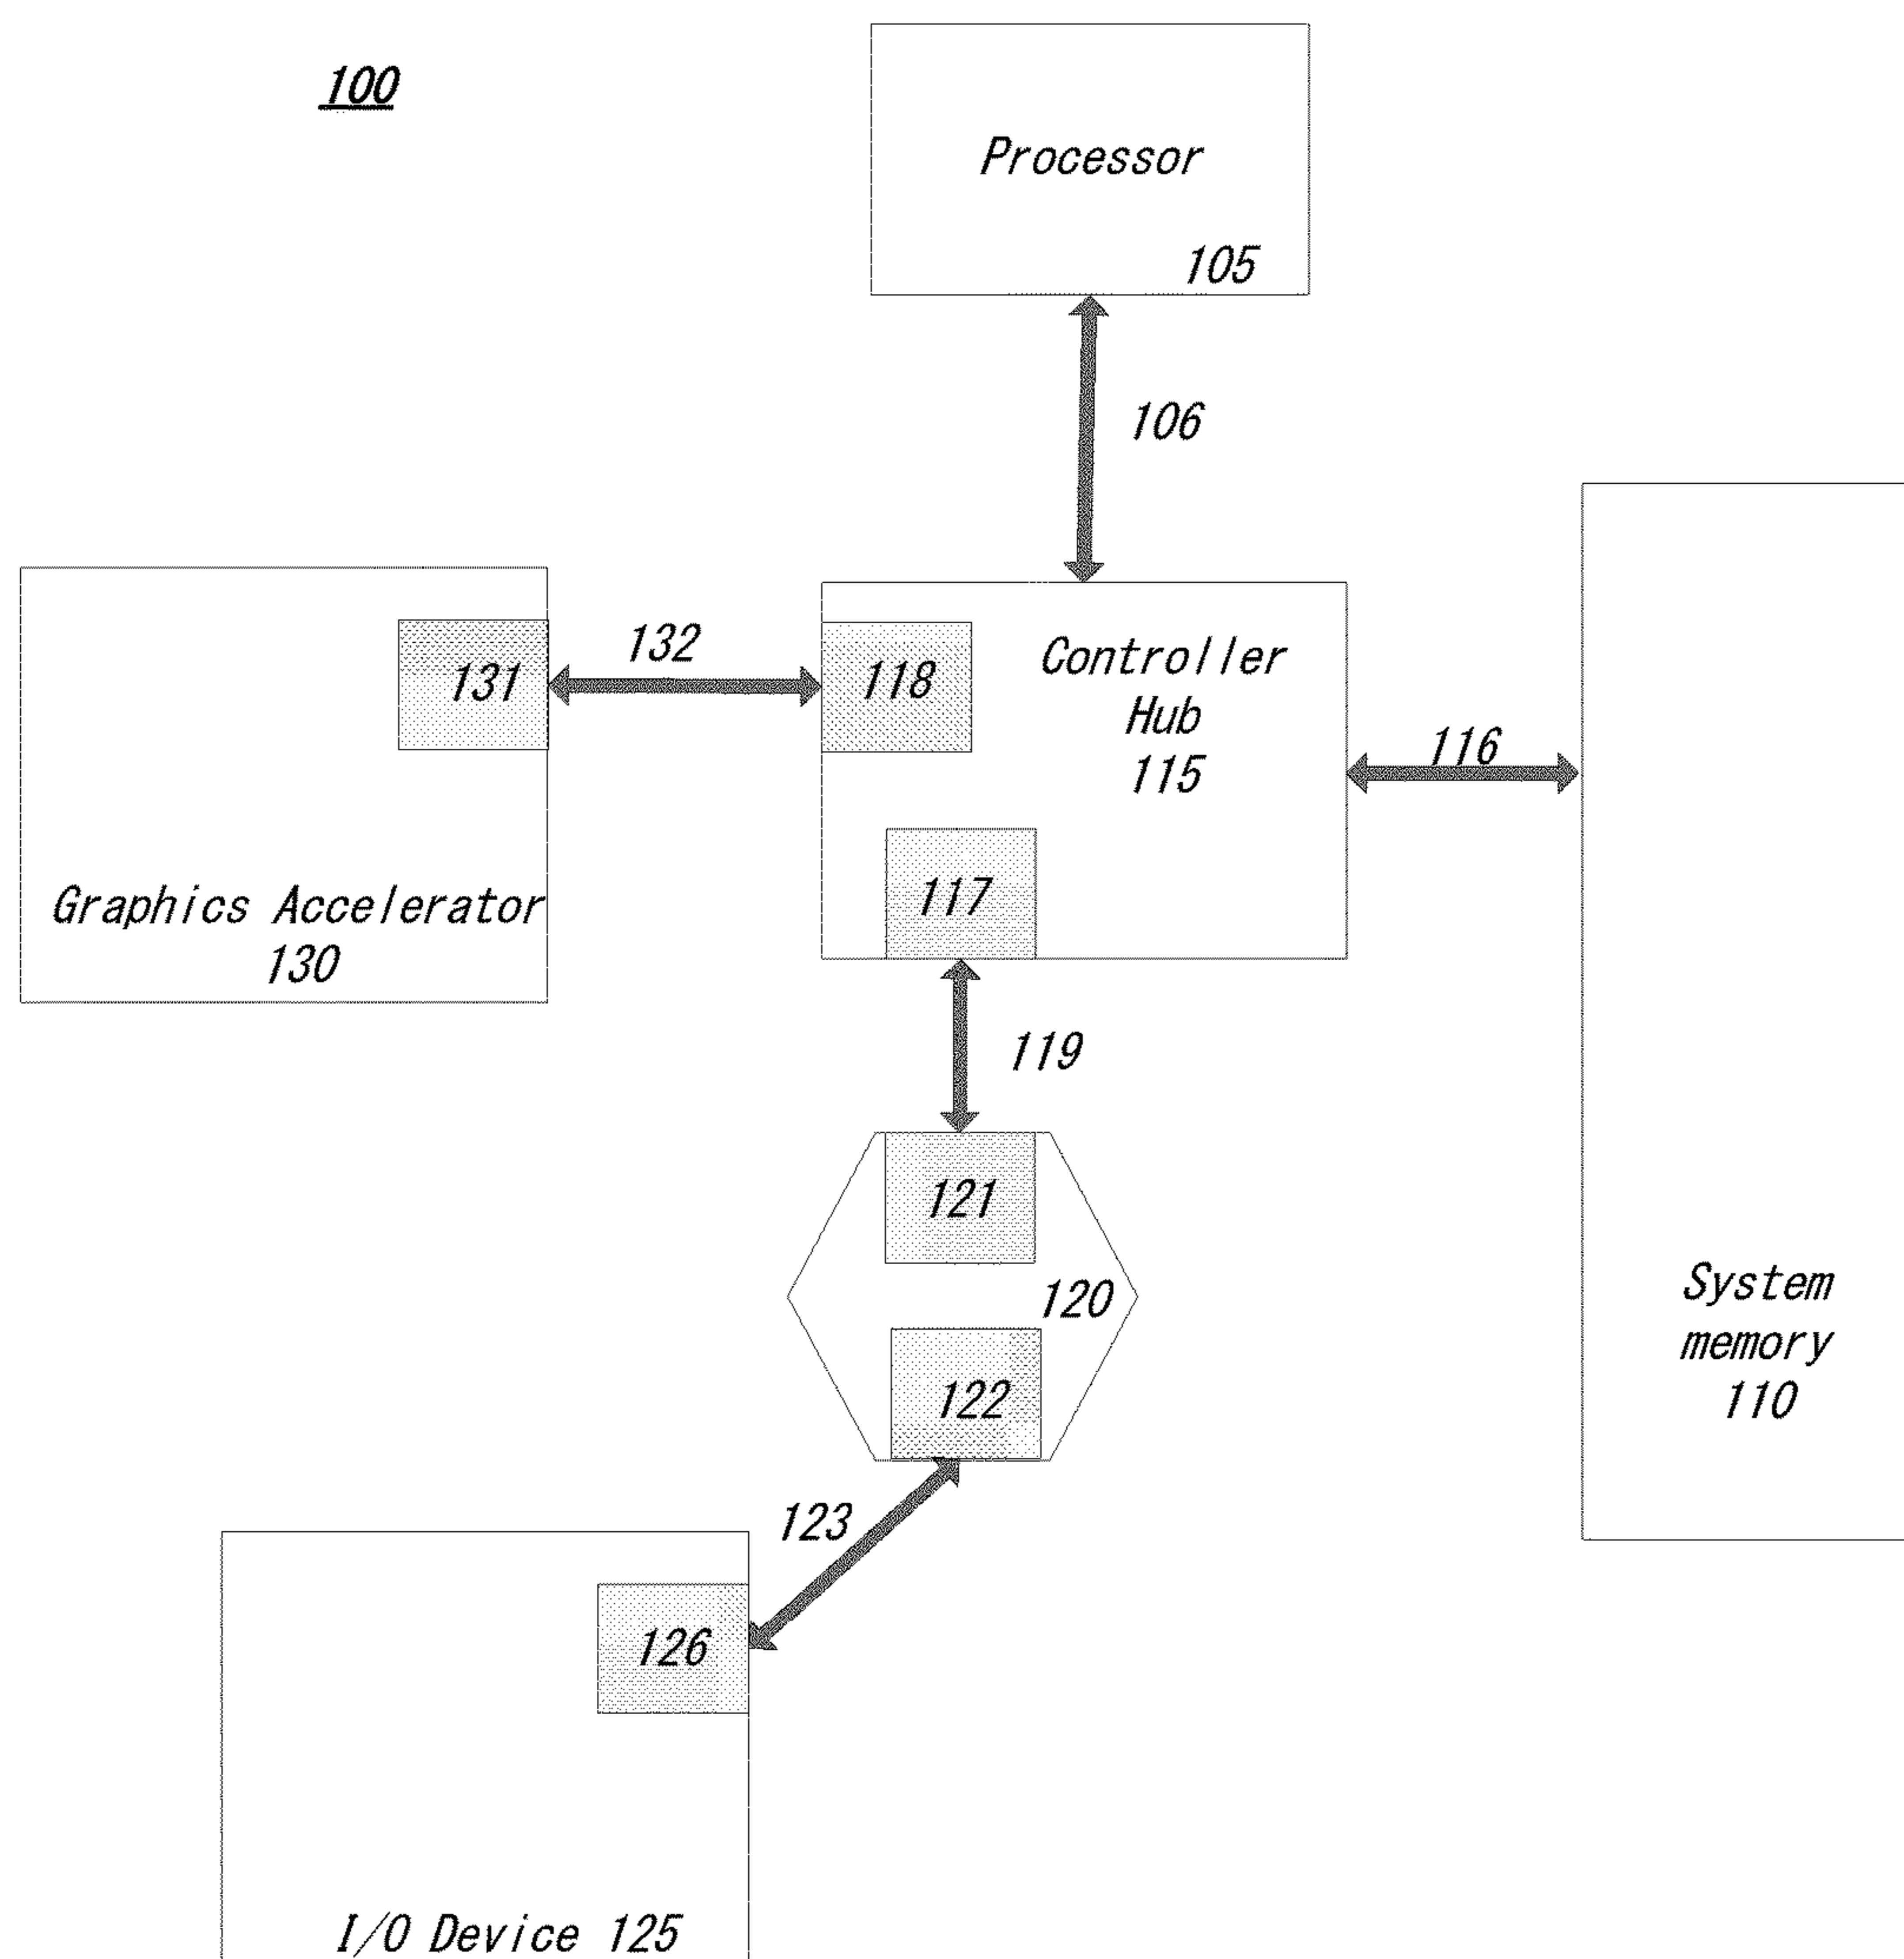 100
Processor
105
106
132
131
118
Controller
Hub
115
116
117
Graphics Accelerator
130
119
121
120
122
System
memory
110
123
126
I/O Device 125